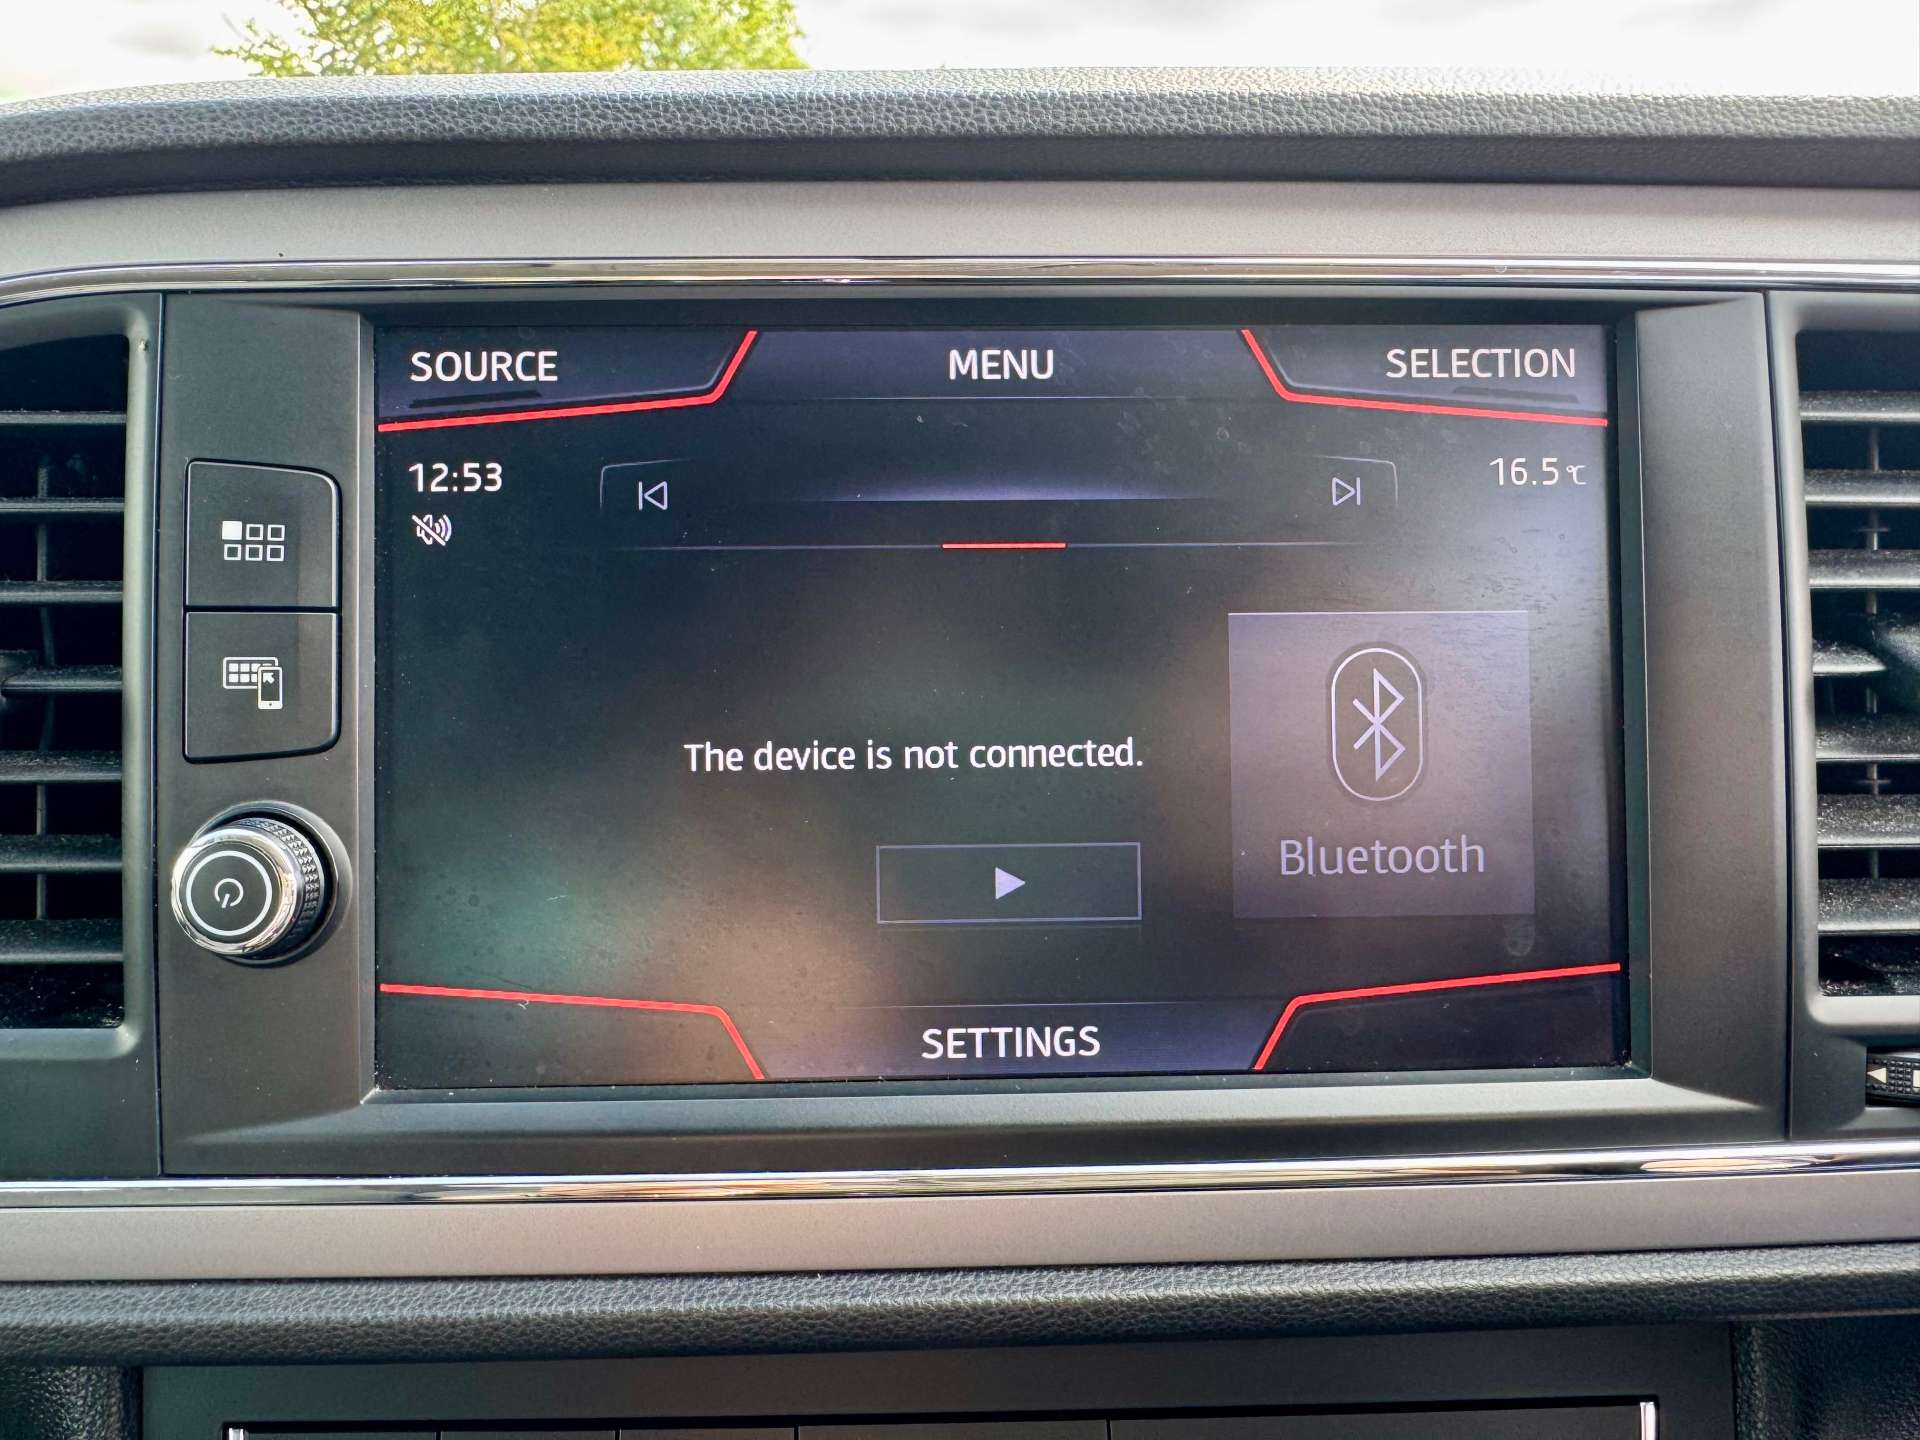 SOURCE MENU SELECTION
12:53 16.5 °C
The device is not connected.
Bluetooth
SETTINGS